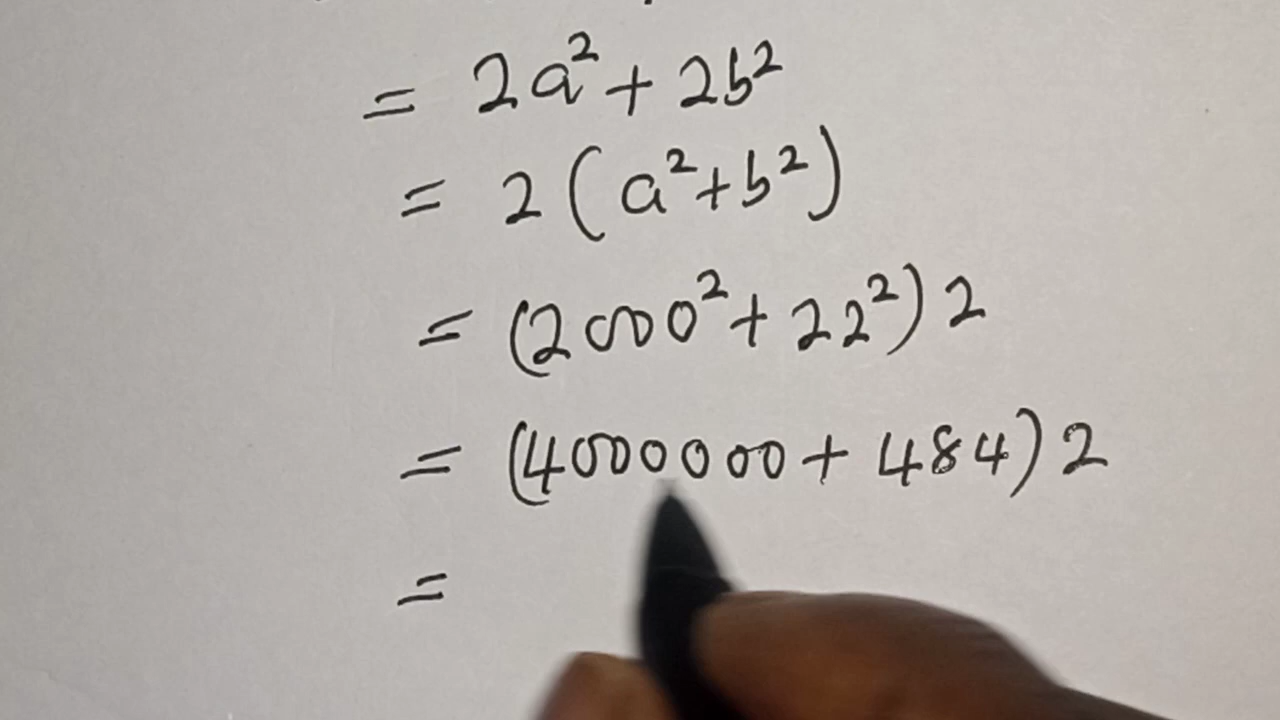 = 2a² + 2b²
= 2(a²+b²)
= (2000² + 22²)2
= (4000000 + 484)2
=